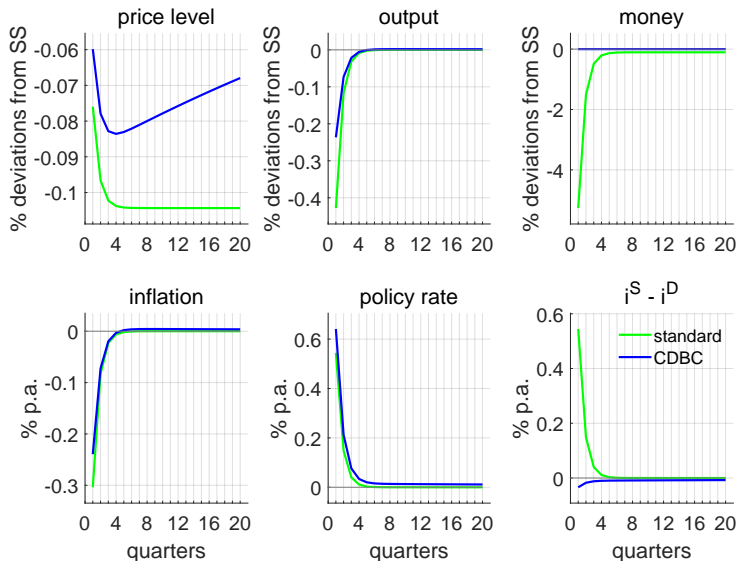 price level
output
money
% deviations from SS
-0.06
-0.07
-0.08
-0.09
-0.1
0 4 8 12 16 20
% deviations from SS
0
-0.1
-0.2
-0.3
-0.4
0 4 8 12 16 20
% deviations from SS
0
-2
-4
0 4 8 12 16 20
inflation
policy rate
i^S - i^D
% p.a.
0
-0.1
-0.2
-0.3
0 4 8 12 16 20
quarters
% p.a.
0.6
0.4
0.2
0
0 4 8 12 16 20
quarters
% p.a.
0.6
0.4
0.2
0
standard
CDBC
0 4 8 12 16 20
quarters